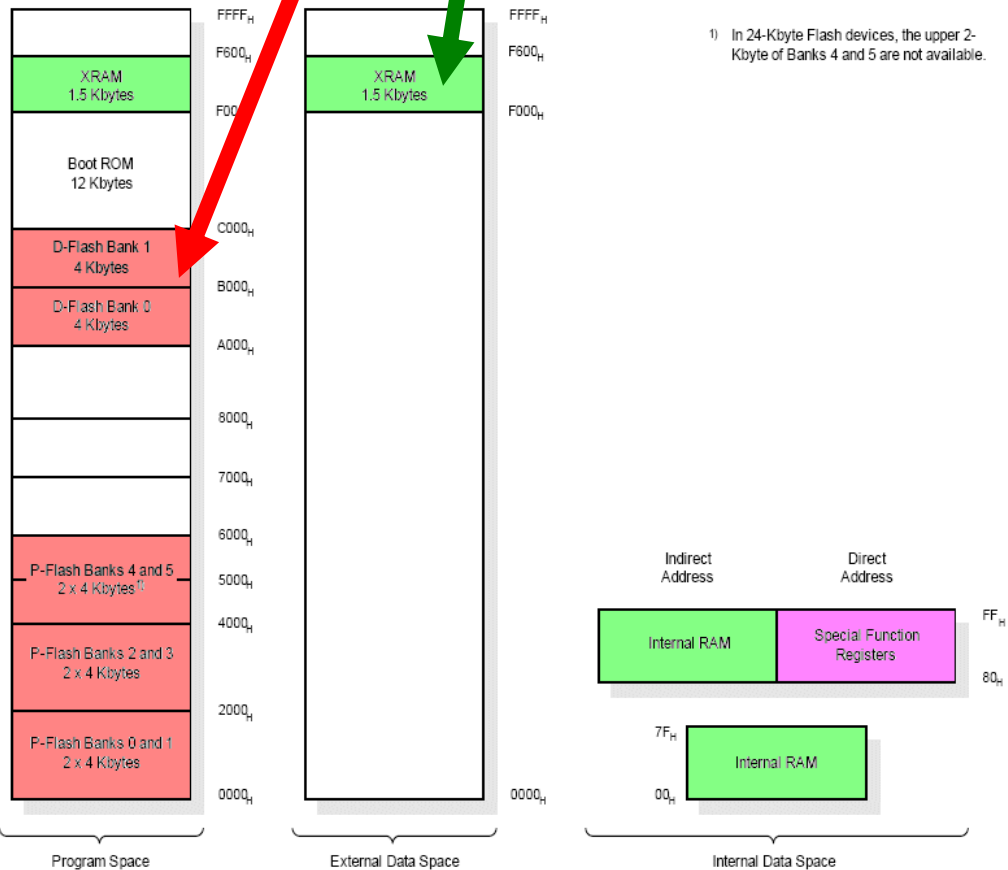 FFFFH
F600H
XRAM
1.5 Kbytes
F00
Boot ROM
12 Kbytes
C000H
D-Flash Bank 1
4 Kbytes
B000H
D-Flash Bank 0
4 Kbytes
A000H
8000H
7000H
6000H
P-Flash Banks 4 and 5
2 x 4 Kbytes1)
5000H
4000H
P-Flash Banks 2 and 3
2 x 4 Kbytes
2000H
P-Flash Banks 0 and 1
2 x 4 Kbytes
0000H
Program Space
FFFFH
F600H
XRAM
1.5 Kbytes
F000H
0000H
External Data Space
1) In 24-Kbyte Flash devices, the upper 2-
Kbyte of Banks 4 and 5 are not available.
Indirect
Address
Direct
Address
Internal RAM
Special Function
Registers
FFH
80H
7FH
Internal RAM
00H
Internal Data Space